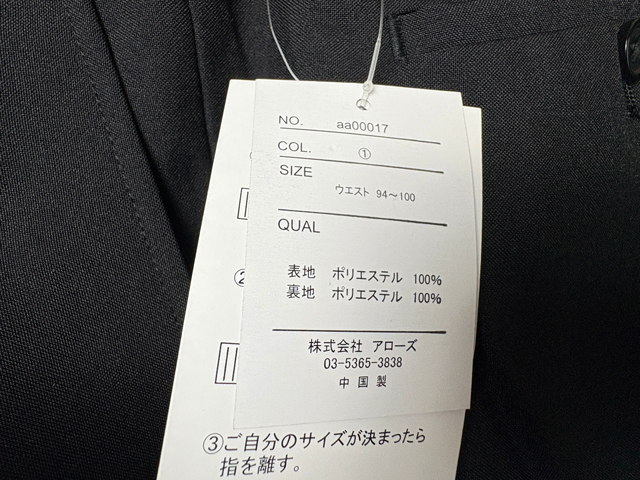 NO. aa00017
COL. ①
SIZE
ウエスト 94～100
QUAL
表地 ポリエステル 100%
裏地 ポリエステル 100%
株式会社 アローズ
03-5365-3838
中国製
②
③ご自分のサイズが決まったら
指を離す。